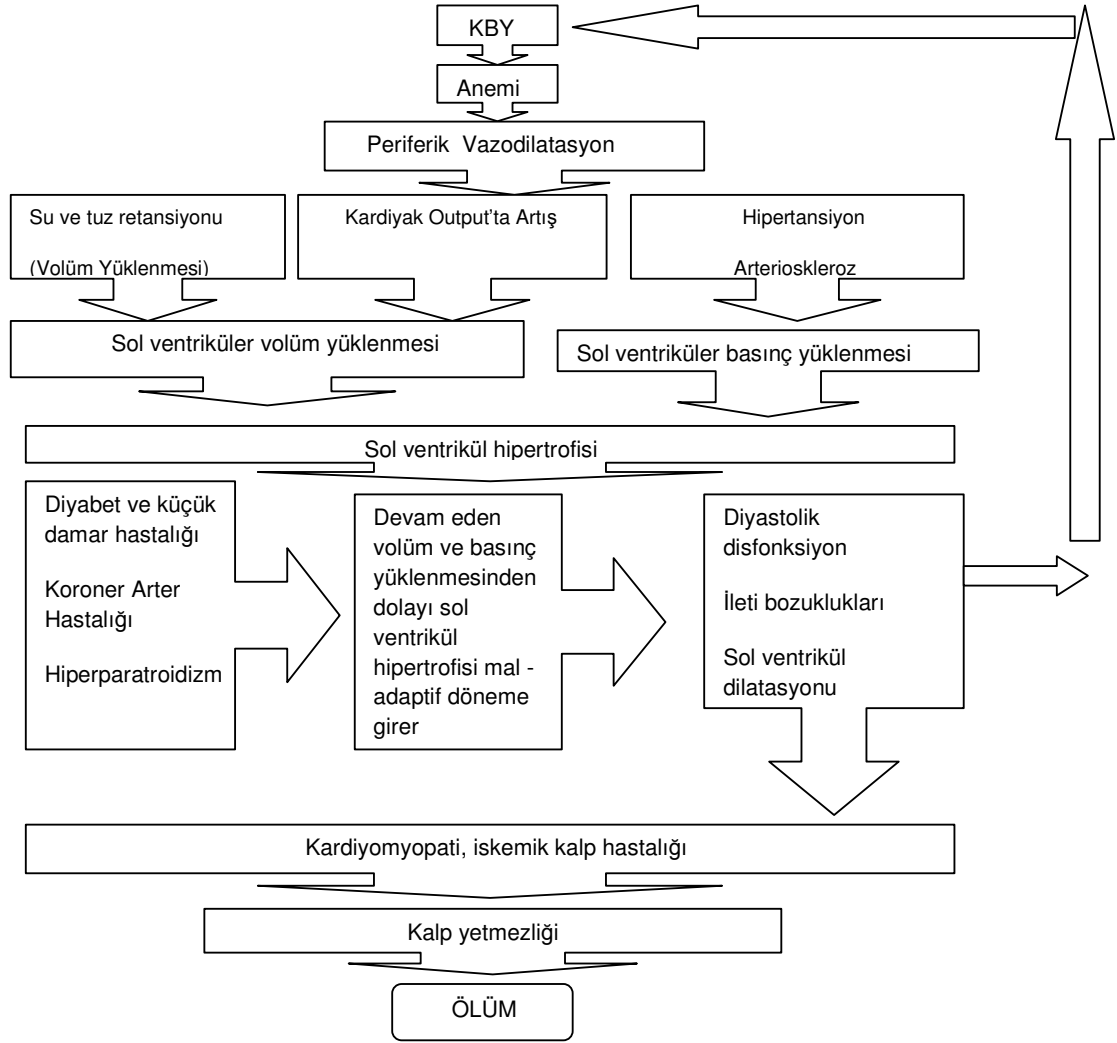 KBY
Anemi
Periferik Vazodilatasyon
Su ve tuz retansiyonu
(Volüm Yüklenmesi)
Kardiyak Output'ta Artış
Hipertansiyon
Arterioskleroz
Sol ventriküler volüm yüklenmesi
Sol ventriküler basınç yüklenmesi
Sol ventrikül hipertrofisi
Diyabet ve küçük
damar hastalığı
Koroner Arter
Hastalığı
Hiperparatroidizm
Devam eden
volüm ve basınç
yüklenmesinden
dolayı sol
ventrikül
hipertrofisi mal -
adaptif döneme
girer
Diyastolik
disfonksiyon
İleti bozuklukları
Sol ventrikül
dilatasyonu
Kardiyomyopati, iskemik kalp hastalığı
Kalp yetmezliği
ÖLÜM